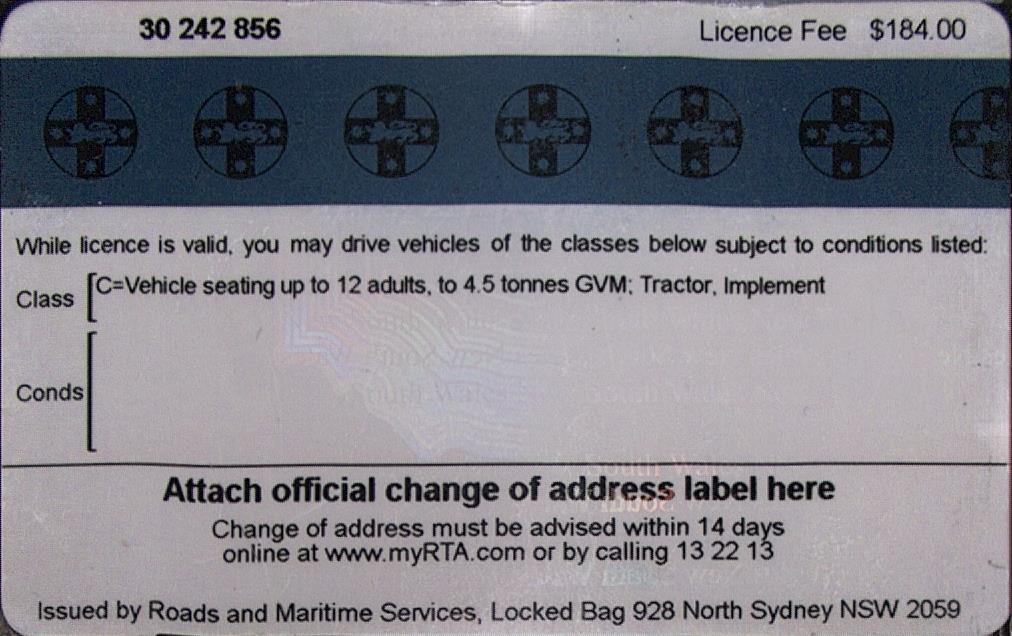 30 242 856 Licence Fee $184.00
While licence is valid, you may drive vehicles of the classes below subject to conditions listed:
Class C=Vehicle seating up to 12 adults, to 4.5 tonnes GVM; Tractor, Implement
Conds
South Wales
Attach official change of address label here
Change of address must be advised within 14 days
online at www.myRTA.com or by calling 13 22 13
Issued by Roads and Maritime Services, Locked Bag 928 North Sydney NSW 2059